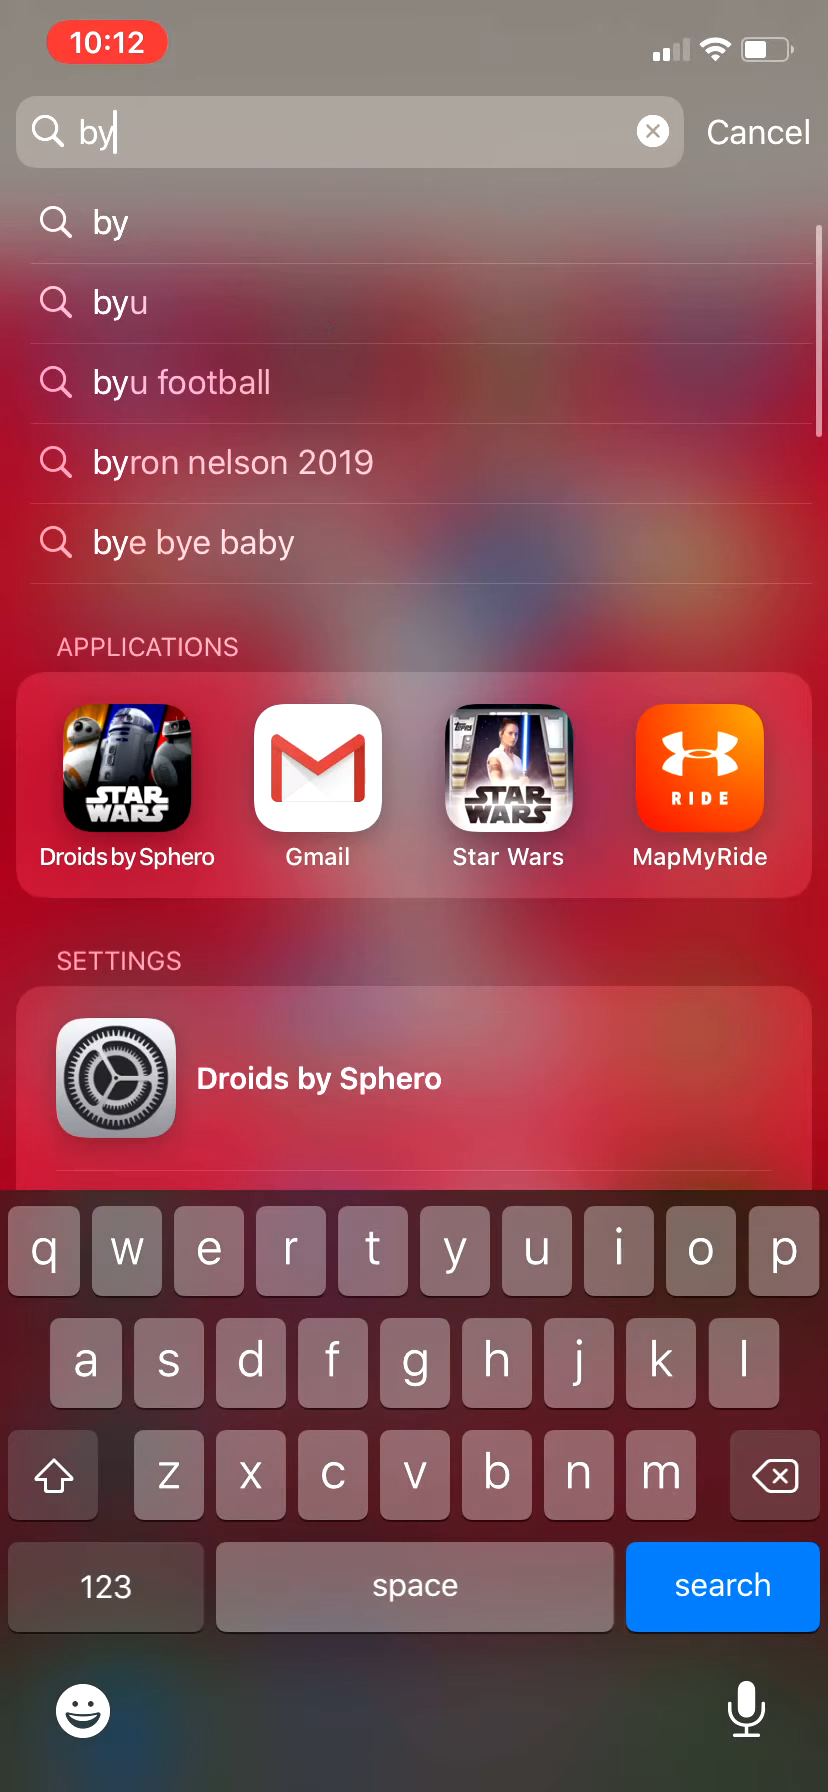 10:12
by
Cancel
by
byu
byu football
byron nelson 2019
bye bye baby
APPLICATIONS
STAR WARS
TOPPS
STAR WARS
RIDE
Droids by Sphero
Gmail
Star Wars
MapMyRide
SETTINGS
Droids by Sphero
q w e r t y u i o p
a s d f g h j k l
z x c v b n m
123
space
search